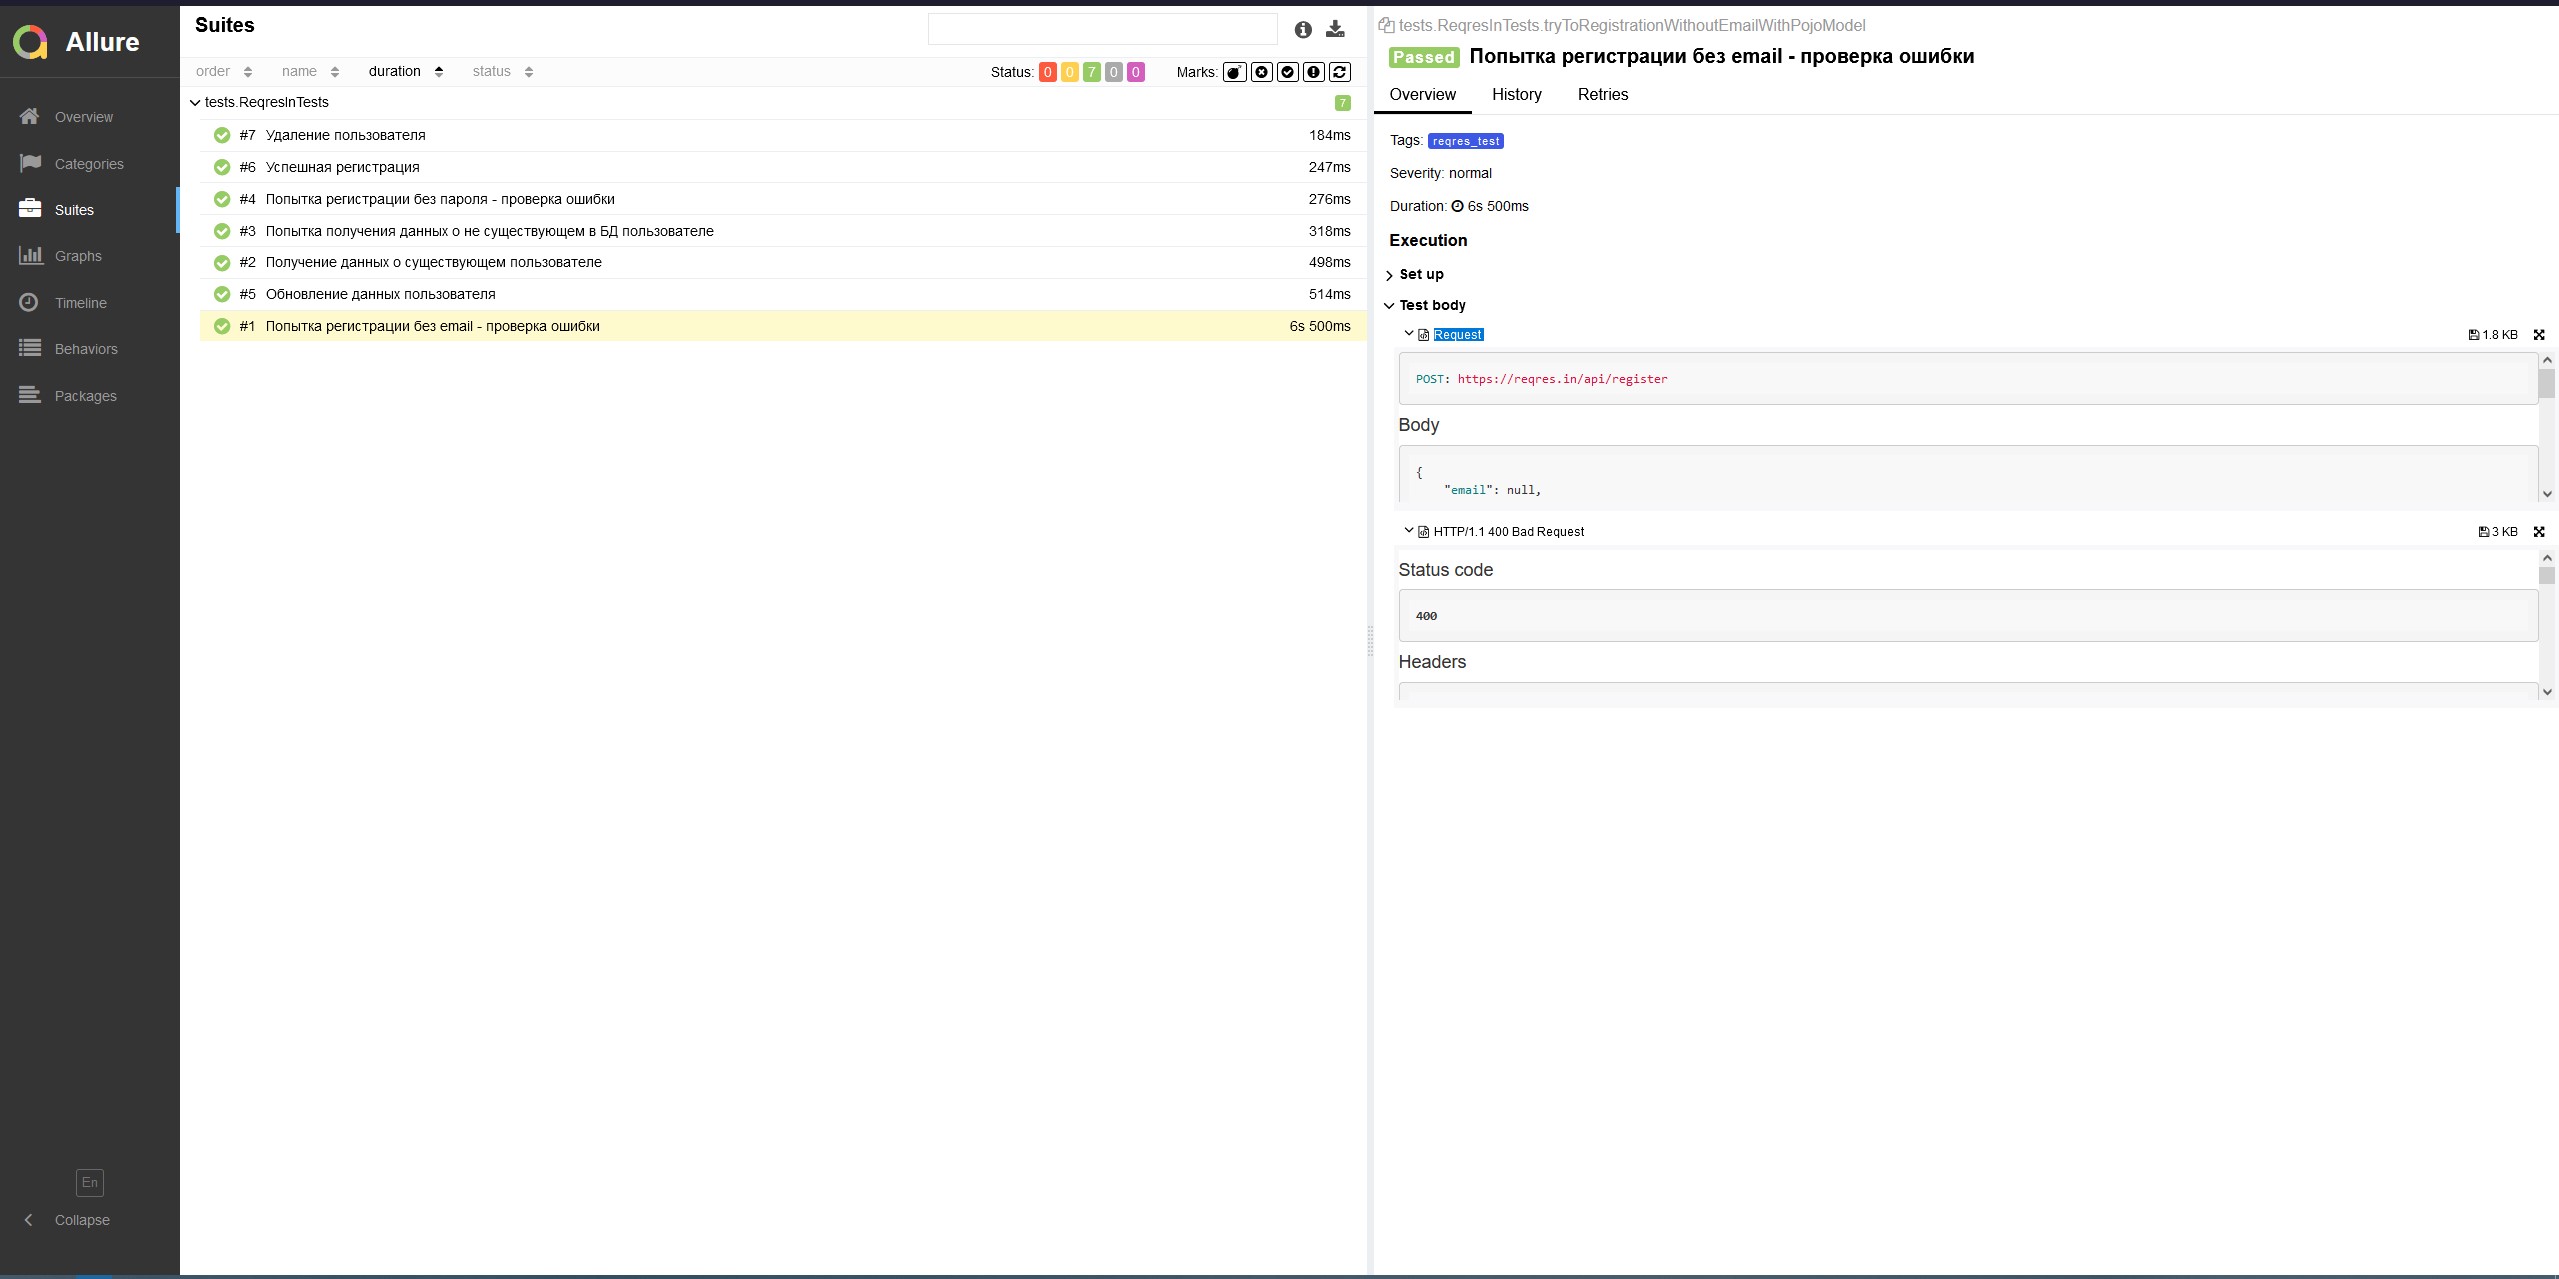 Allure
Overview
Categories
Suites
Graphs
Timeline
Behaviors
Packages
En
Collapse
Suites
order name duration status Status: 0 0 7 0 0 Marks:
tests.ReqresInTests 7
#7 Удаление пользователя 184ms
#6 Успешная регистрация 247ms
#4 Попытка регистрации без пароля - проверка ошибки 276ms
#3 Попытка получения данных о не существующем в БД пользователе 318ms
#2 Получение данных о существующем пользователе 498ms
#5 Обновление данных пользователя 514ms
#1 Попытка регистрации без email - проверка ошибки 6s 500ms
tests.ReqresInTests.tryToRegistrationWithoutEmailWithPojoModel
Passed Попытка регистрации без email - проверка ошибки
Overview History Retries
Tags: reqres_test
Severity: normal
Duration: 6s 500ms
Execution
Set up
Test body
Request 1.8 KB
POST: https://reqres.in/api/register
Body
{
"email": null,
HTTP/1.1 400 Bad Request 3 KB
Status code
400
Headers